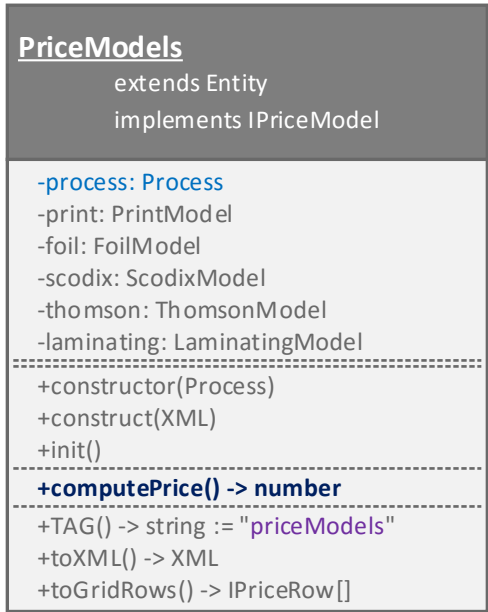 PriceModels
extends Entity
implements IPriceModel
-process: Process
-print: PrintModel
-foil: FoilModel
-scodix: ScodixModel
-thomson: ThomsonModel
-laminating: LaminatingModel
+constructor(Process)
+construct(XML)
+init()
+computePrice() -> number
+TAG() -> string := "priceModels"
+toXML() -> XML
+toGridRows() -> IPriceRow[]